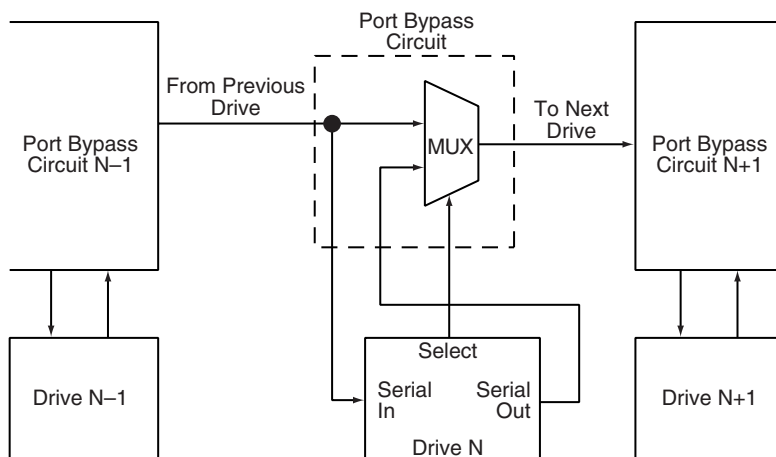 Port Bypass
Circuit
From Previous
Drive
To Next
Drive
Port Bypass
Circuit N–1
MUX
Port Bypass
Circuit N+1
Select
Drive N–1
Serial
In
Serial
Out
Drive N+1
Drive N